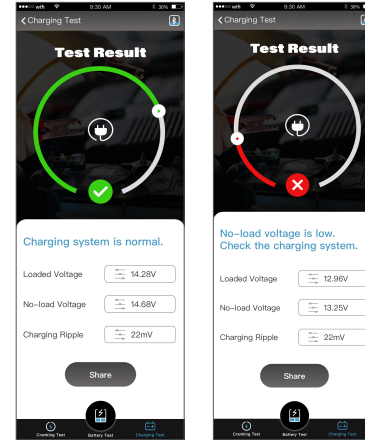 9:30 AM
30%
Charging Test
Test Result
Charging system is normal.
Loaded Voltage 14.28V
No-load Voltage 14.68V
Charging Ripple 22mV
Share
Cranking Test Battery Test Charging Test
9:30 AM
30%
Charging Test
Test Result
No-load voltage is low.
Check the charging system.
Loaded Voltage 12.96V
No-load Voltage 13.25V
Charging Ripple 22mV
Share
Cranking Test Battery Test Charging Test